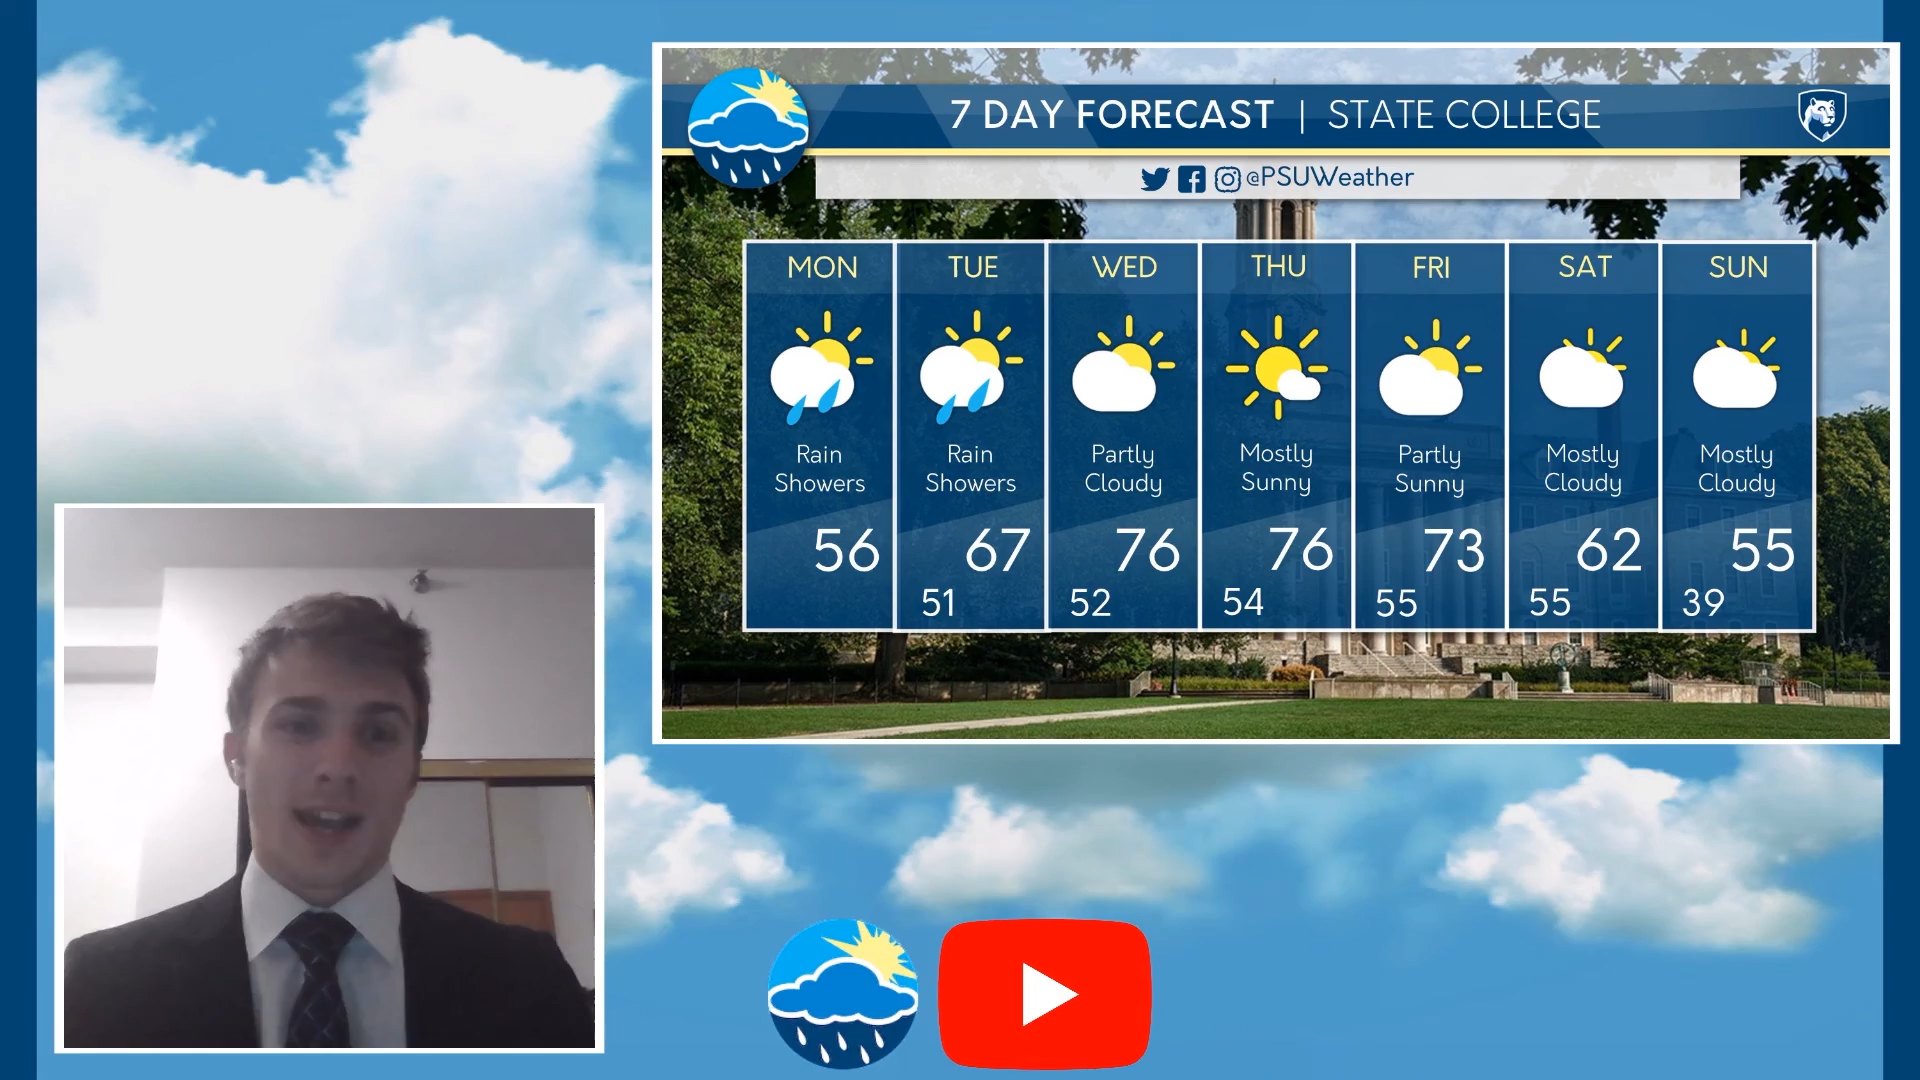 7 DAY FORECAST | STATE COLLEGE
@PSUWeather
MON
Rain
Showers
56
TUE
Rain
Showers
67
51
WED
Partly
Cloudy
76
52
THU
Mostly
Sunny
76
54
FRI
Partly
Sunny
73
55
SAT
Mostly
Cloudy
62
55
SUN
Mostly
Cloudy
55
39